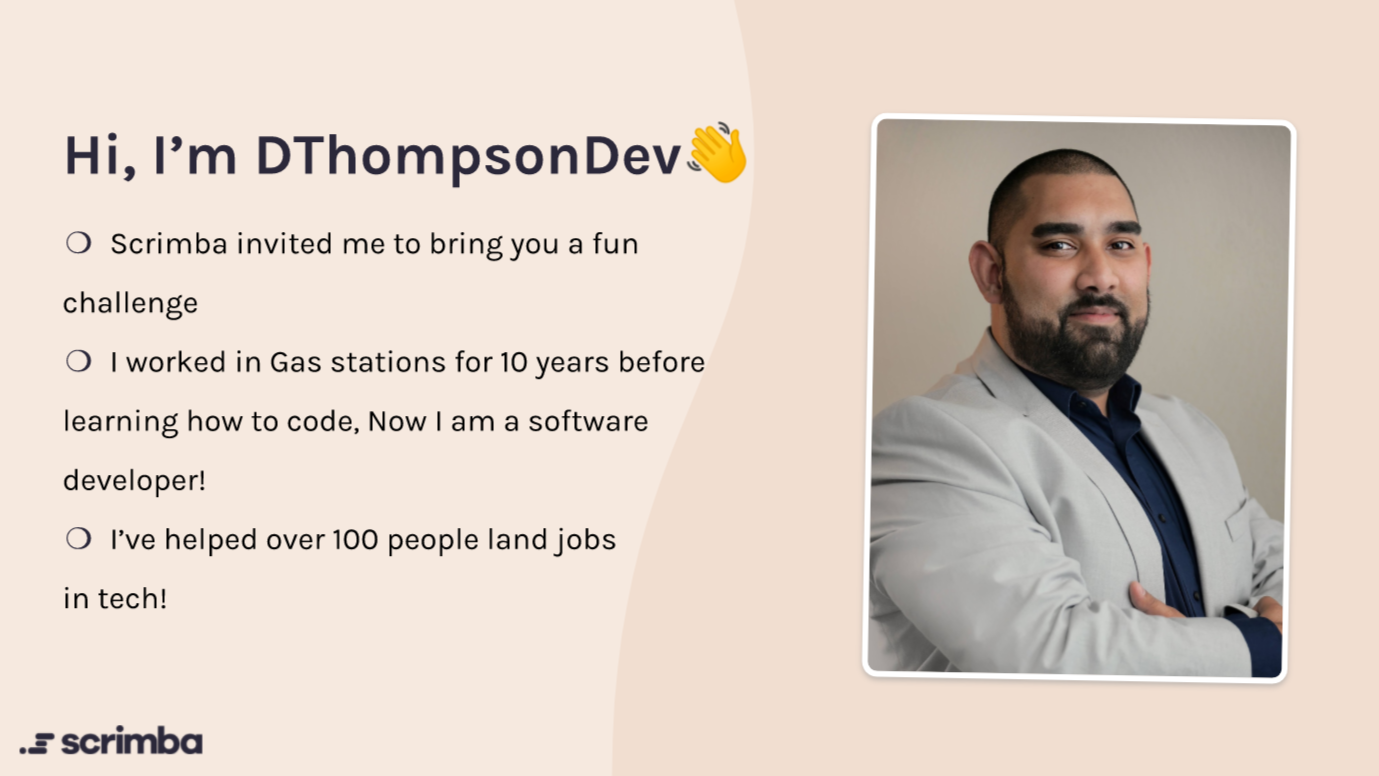 Hi, I’m DThompsonDev👋
❍ Scrimba invited me to bring you a fun
challenge
❍ I worked in Gas stations for 10 years before
learning how to code, Now I am a software
developer!
❍ I’ve helped over 100 people land jobs
in tech!
scrimba